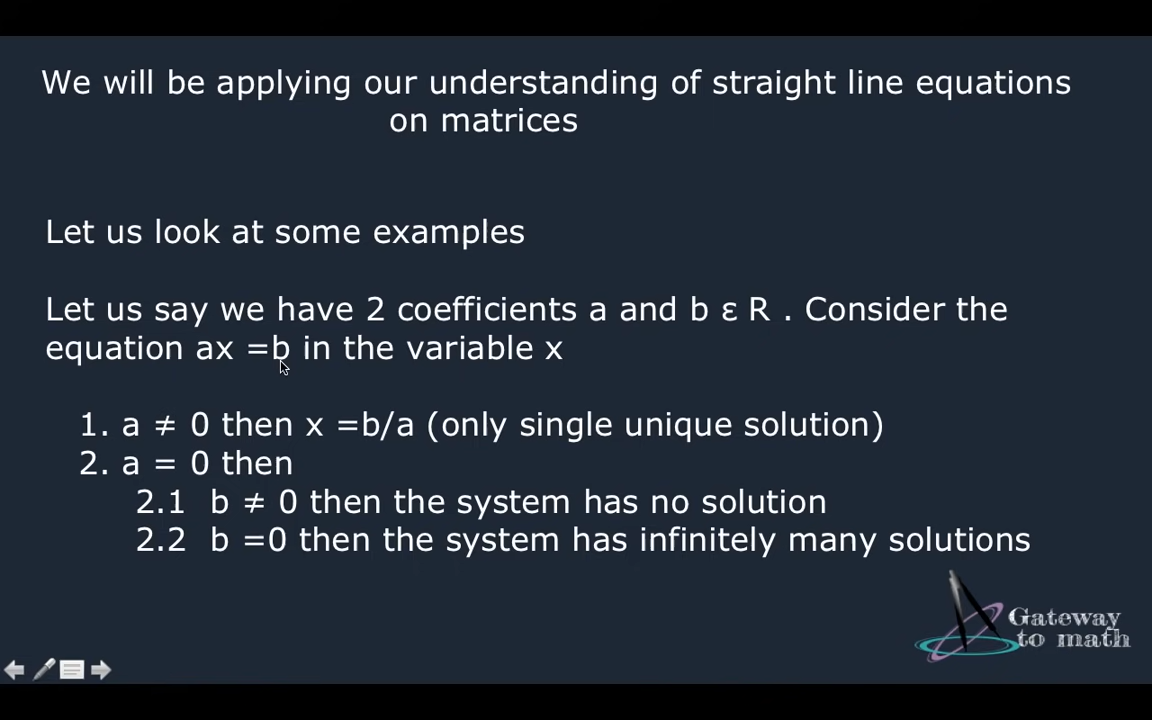 We will be applying our understanding of straight line equations
on matrices
Let us look at some examples
Let us say we have 2 coefficients a and b ε R . Consider the
equation ax =b in the variable x
1. a ≠ 0 then x =b/a (only single unique solution)
2. a = 0 then
2.1 b ≠ 0 then the system has no solution
2.2 b =0 then the system has infinitely many solutions
Gateway
to math